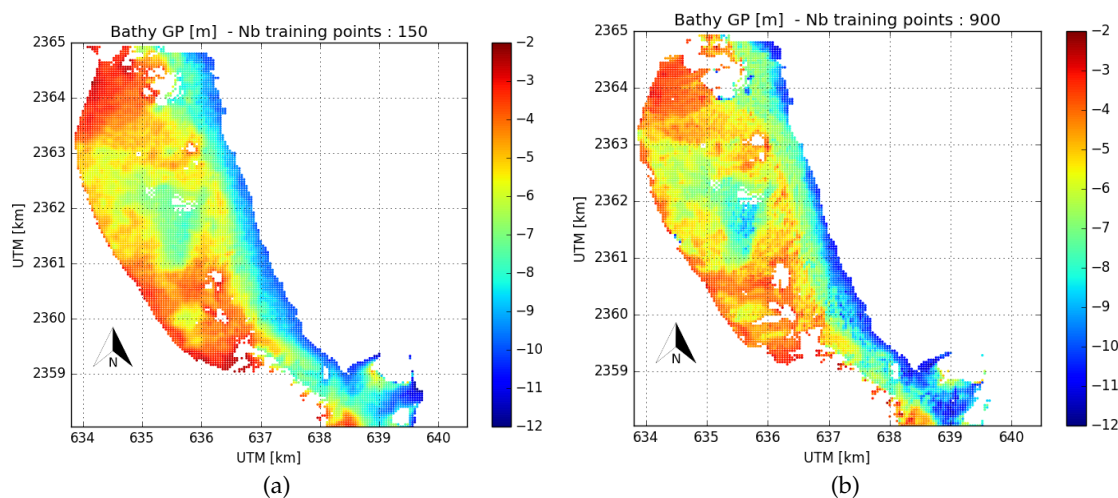 (a)
Bathy GP [m] - Nb training points : 150
2365
2364
2363
2362
2361
2360
2359
UTM [km]
N
634 635 636 637 638 639 640
UTM [km]
−2
−3
−4
−5
−6
−7
−8
−9
−10
−11
−12
(a)
(b)
Bathy GP [m] - Nb training points : 900
2365
2364
2363
2362
2361
2360
2359
UTM [km]
N
634 635 636 637 638 639 640
UTM [km]
−2
−3
−4
−5
−6
−7
−8
−9
−10
−11
−12
(b)